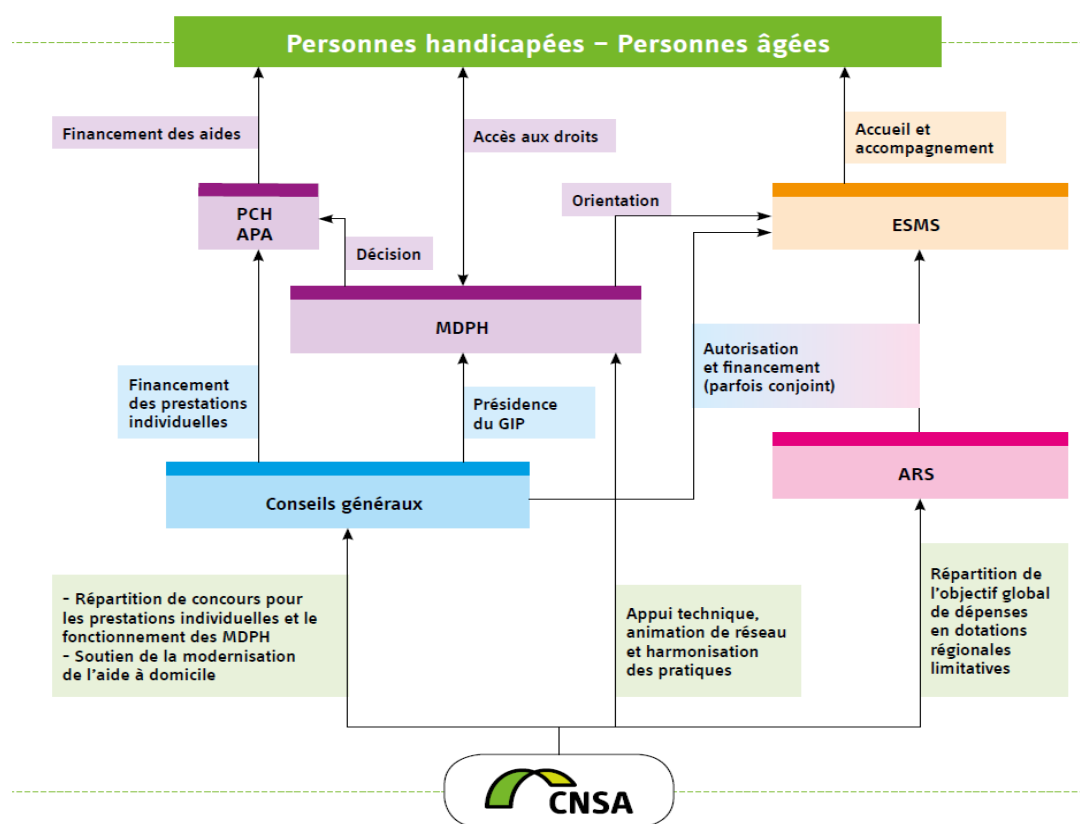 Personnes handicapées – Personnes âgées
Financement des aides
Accès aux droits
Accueil et
accompagnement
PCH
APA
Orientation
ESMS
Décision
MDPH
Autorisation
et financement
(parfois conjoint)
Financement
des prestations
individuelles
Présidence
du GIP
Conseils généraux
ARS
– Répartition de concours pour
les prestations individuelles et le
fonctionnement des MDPH
– Soutien de la modernisation
de l’aide à domicile
Appui technique,
animation de réseau
et harmonisation
des pratiques
Répartition de
l’objectif global
de dépenses
en dotations
régionales
limitatives
CNSA